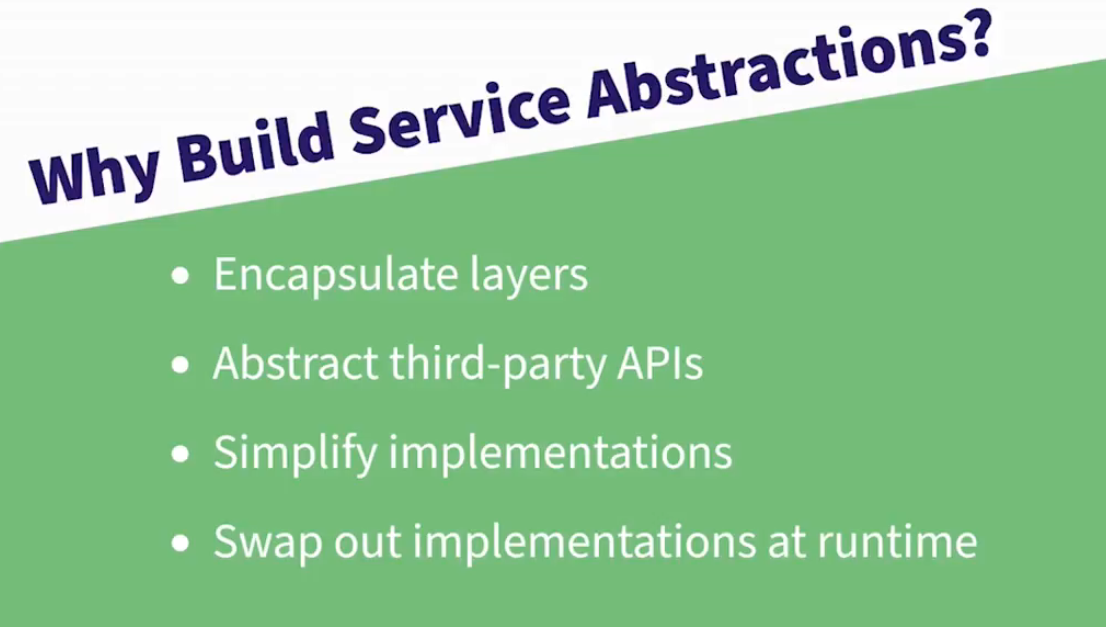 Why Build Service Abstractions?
• Encapsulate layers
• Abstract third-party APIs
• Simplify implementations
• Swap out implementations at runtime